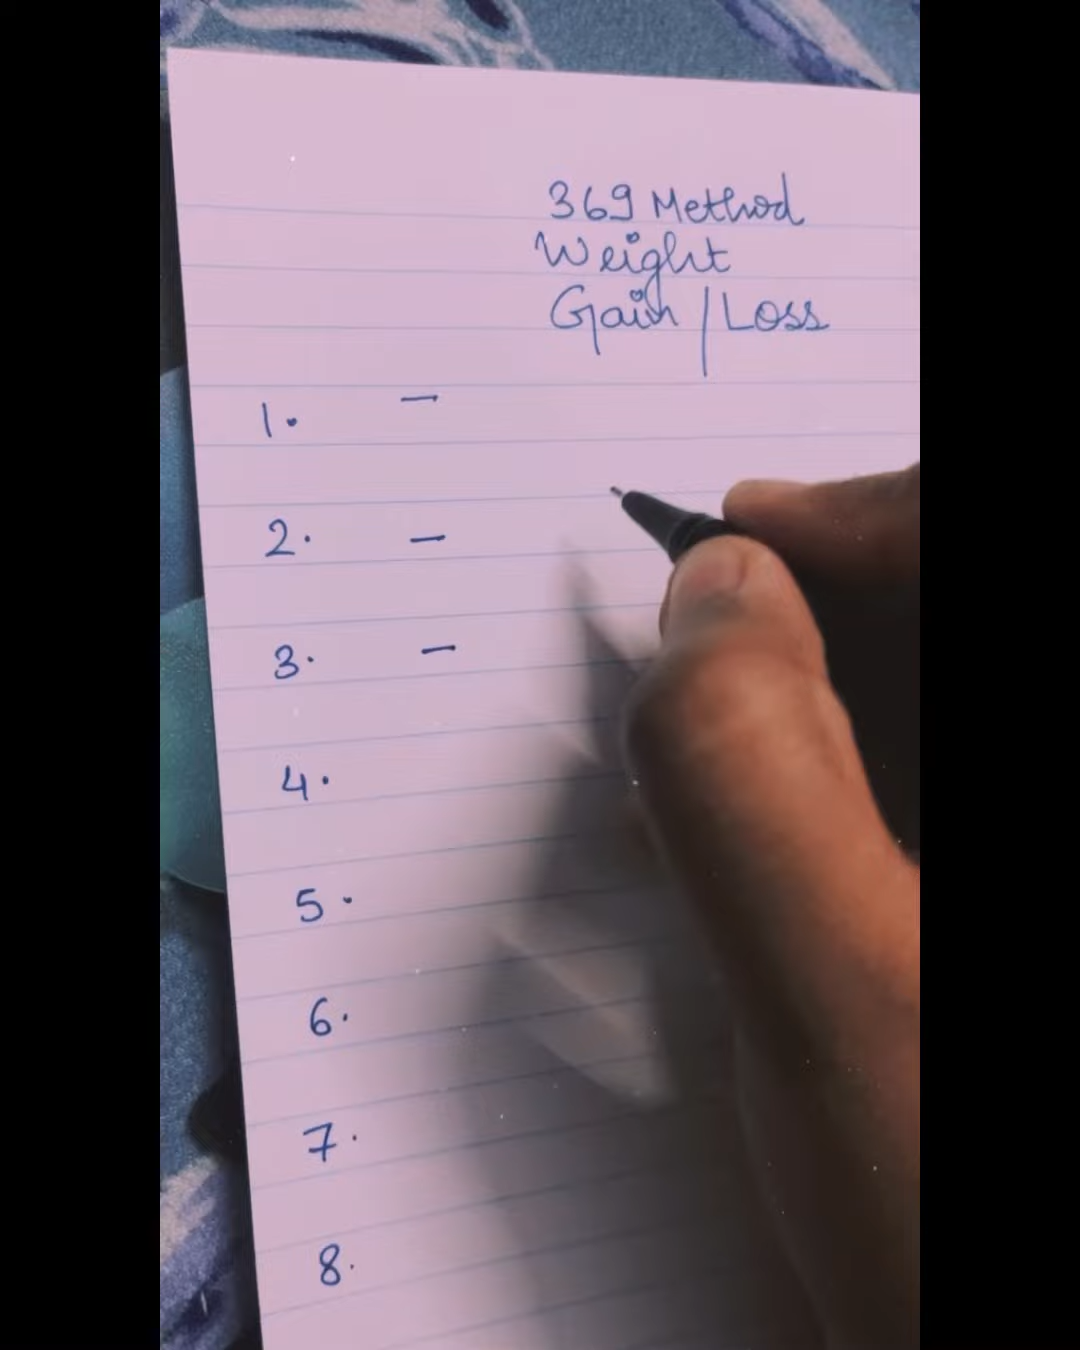 369 Method
Weight
Gain / Loss
1. —
2. —
3. —
4.
5.
6.
7.
8.